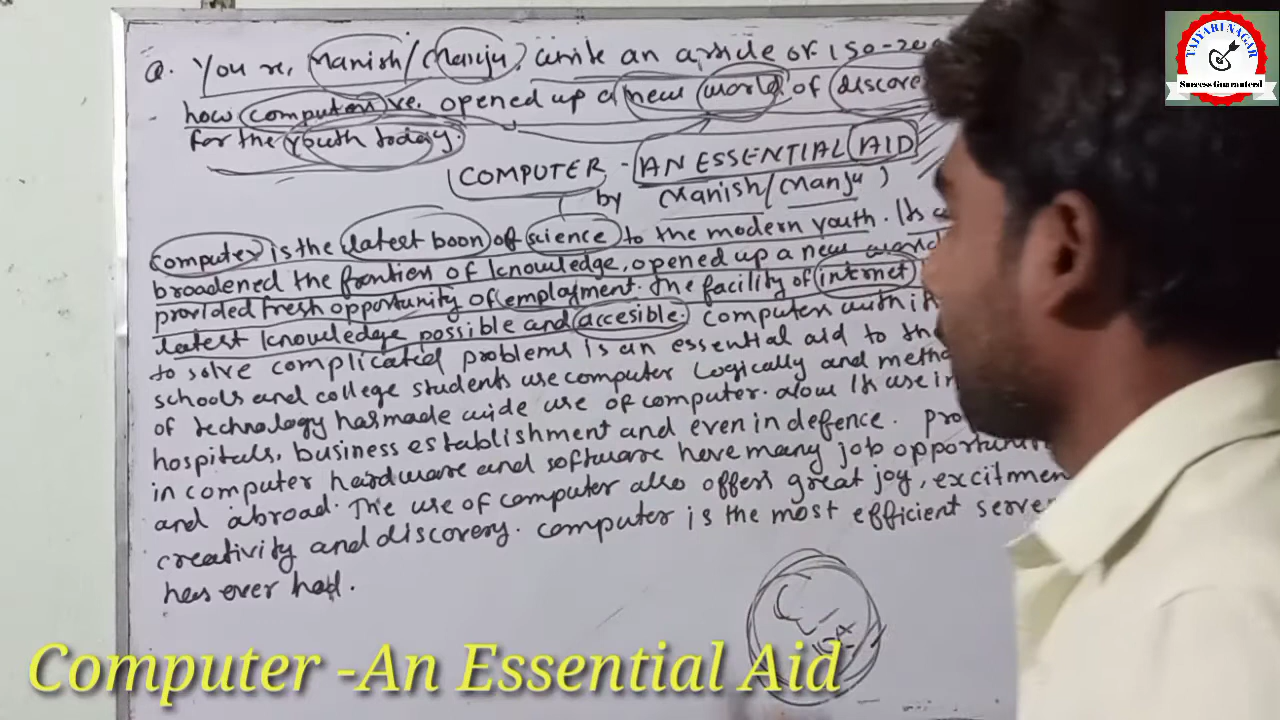 Q. You're, Manish/Manju, write an article of 150-200
how computers've opened up a new world of discove
for the youth today.
COMPUTER - AN ESSENTIAL AID
by Manish/Manju
Computer is the latest boon of science to the modern youth. Its
broadened the frontiers of knowledge, opened up a new world
provided fresh opportunity of employment. The facility of internet
latest knowledge possible and accesible. Computer with it
to solve complicated problems is an essential aid to the
schools and college students use computer Logically and metho
of technology has made wide use of computer. Its use in
hospitals, business establishment and even in defence. Pro
in computer hardware and software have many job opportuniti
and abroad. The use of computer also offers great joy, excitmen
creativity and discovery. Computer is the most efficient serve
has ever had.
TAIYARI NAGAR
Success Guaranteed
Computer -An Essential Aid